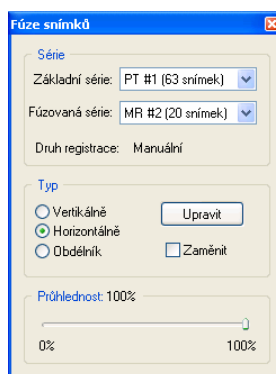 Fúze snímků
Série
Základní série: PT #1 (63 snímek)
Fúzovaná série: MR #2 (20 snímek)
Druh registrace: Manuální
Typ
Vertikálně
Upravit
Horizontálně
Obdélník
Zaměnit
Průhlednost: 100%
0% 100%